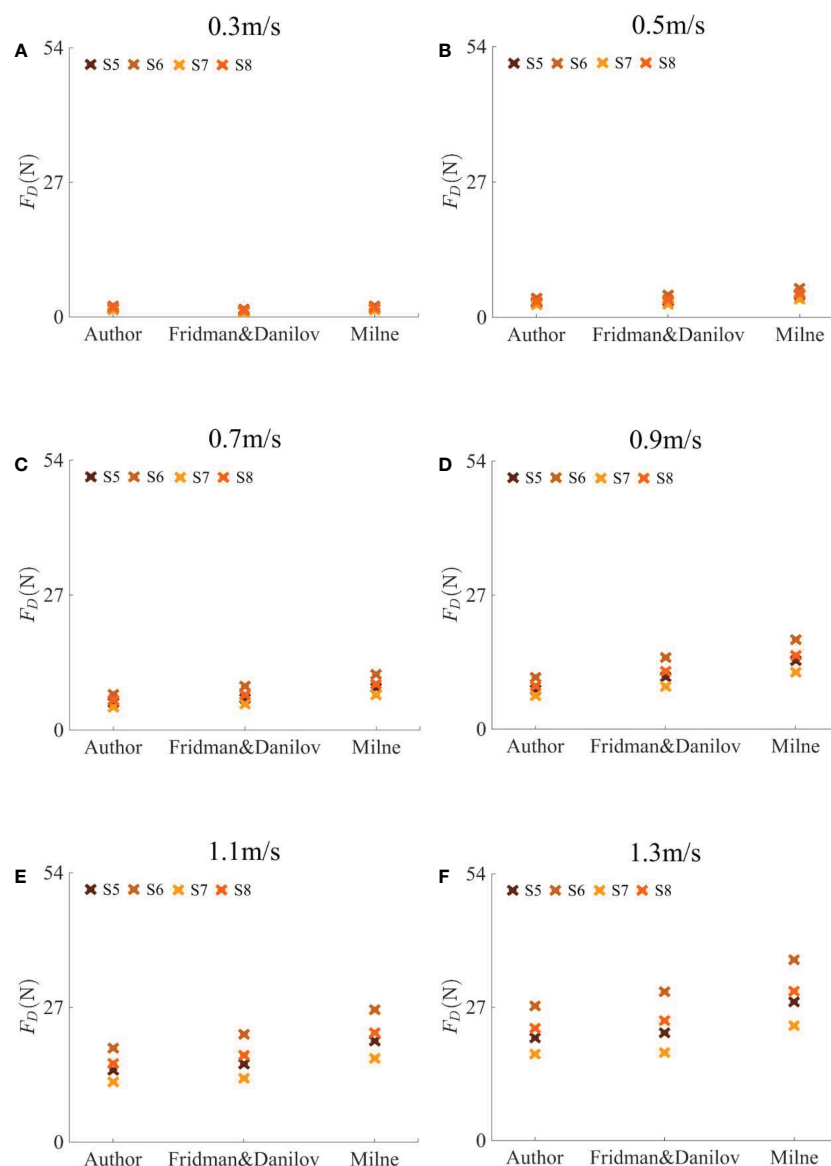 0.3m/s
A
54
S5 S6 S7 S8
F_D(N)
27
0
Author Fridman&Danilov Milne
0.5m/s
B
54
S5 S6 S7 S8
F_D(N)
27
0
Author Fridman&Danilov Milne
0.7m/s
C
54
S5 S6 S7 S8
F_D(N)
27
0
Author Fridman&Danilov Milne
0.9m/s
D
54
S5 S6 S7 S8
F_D(N)
27
0
Author Fridman&Danilov Milne
1.1m/s
E
54
S5 S6 S7 S8
F_D(N)
27
0
Author Fridman&Danilov Milne
1.3m/s
F
54
S5 S6 S7 S8
F_D(N)
27
0
Author Fridman&Danilov Milne